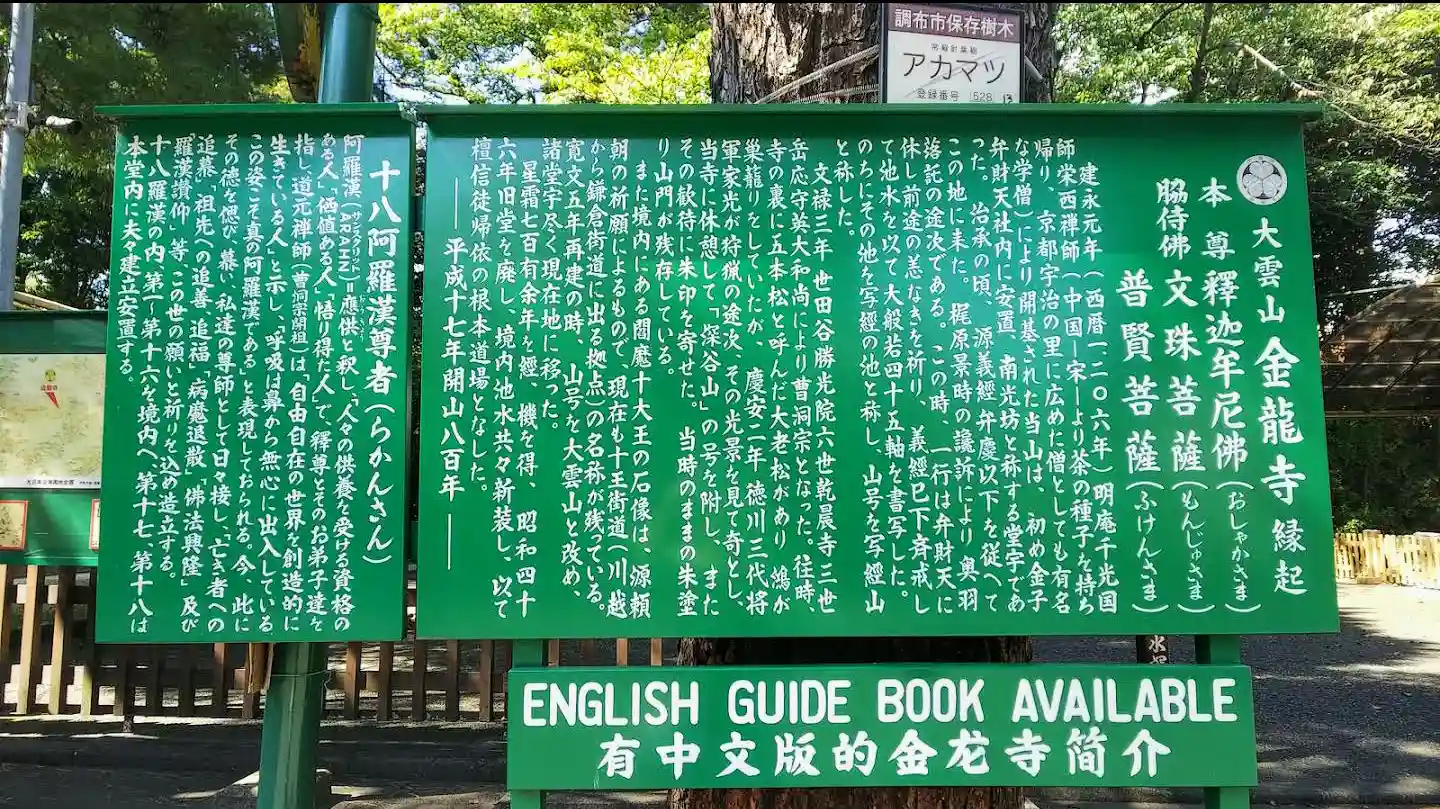 調布市保存樹木
常緑針葉樹
アカマツ
登録番号 528
大雲山金龍寺縁起
本尊 釋迦牟尼佛(おしゃかさま)
脇侍佛 文珠菩薩(もんじゅさま)
普賢菩薩(ふけんさま)
建永元年(西暦一二〇六年)明庵千光国
師栄西禅師(中国ー宋ーより茶の種子を持ち
帰り、京都宇治の里に広めた僧としても有名
な学僧)により開基された当山は、初め金子
弁財天社内に安置、南光坊と称する堂宇であ
った。治承の頃、源義經弁慶以下を従へて
この地に来た。梶原景時の讒訴により奥羽
落託の途次である。この時、一行は弁財天に
休し前途の恙なきを祈り、義經已下斉戒し
て池水を以て大般若四十五軸を書写した。
のちにその池を写經の池と称し、山号を写經山
と称した。
文禄三年世田谷勝光院六世乾晨寺三世
岳応守英大和尚により曹洞宗となった。往時、
寺の裏に五本松と呼んだ大老松があり、鴻が
巣籠りをしていたが、慶安二年徳川三代将
軍家光が狩猟の途次、その光景を見て奇とし、
当寺に休憩して「深谷山」の号を附し、また
その歓待に朱印を寄せた。当時のままの朱塗
り山門が残存している。
また境内にある閻魔十大王の石像は、源頼
朝の祈願によるもので、現在も十王街道(川越
から鎌倉街道に出る拠点)の名称が残っている。
寛文五年再建の時、山号を大雲山と改め、
諸堂宇尽く現在地に移った。
星霜七百有余年を經、機を得、昭和四十
六年旧堂を廃し、境内池水共々新装し、以て
檀信徒帰依の根本道場となした。
――平成十七年開山八百年――
十八阿羅漢尊者(らかんさん)
阿羅漢(サンスクリット ARAHN)=應供と釈し、「人々の供養を受ける資格の
ある人」「価値ある人」「悟り得た人」で、釋尊とそのお弟子達を
指し、道元禅師(曹洞宗開祖)は「自由自在の世界を創造的に
生きている人」と示し、「呼吸は鼻から無心に出入している
この姿こそ真の阿羅漢である」と表現しておられる。今、此に
その徳を偲び、慕い、私達の尊師として日々接し、「亡き者への
追慕」「祖先への追善、追福」「病魔退散」「佛法興隆」及び
「羅漢讃仰」等、この世の願いと祈りを込め造立する。
十八羅漢の内、第一〜第十六を境内へ、第十七、第十八は
本堂内に夫々建立安置する。
ENGLISH GUIDE BOOK AVAILABLE
有中文版的金龙寺简介